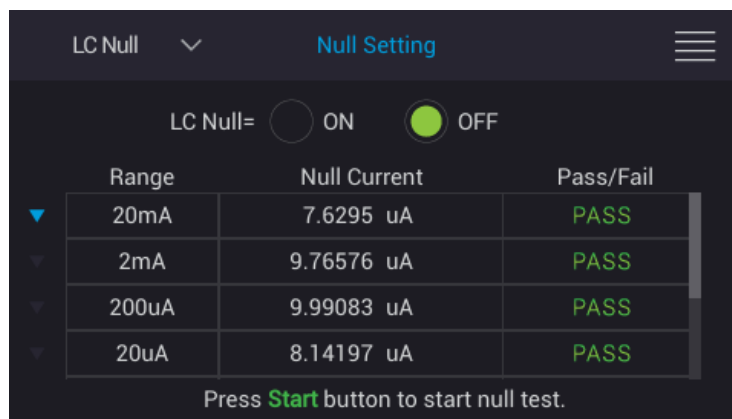 LC Null Null Setting
LC Null= ON OFF
Range Null Current Pass/Fail
20mA 7.6295 uA PASS
2mA 9.76576 uA PASS
200uA 9.99083 uA PASS
20uA 8.14197 uA PASS
Press Start button to start null test.